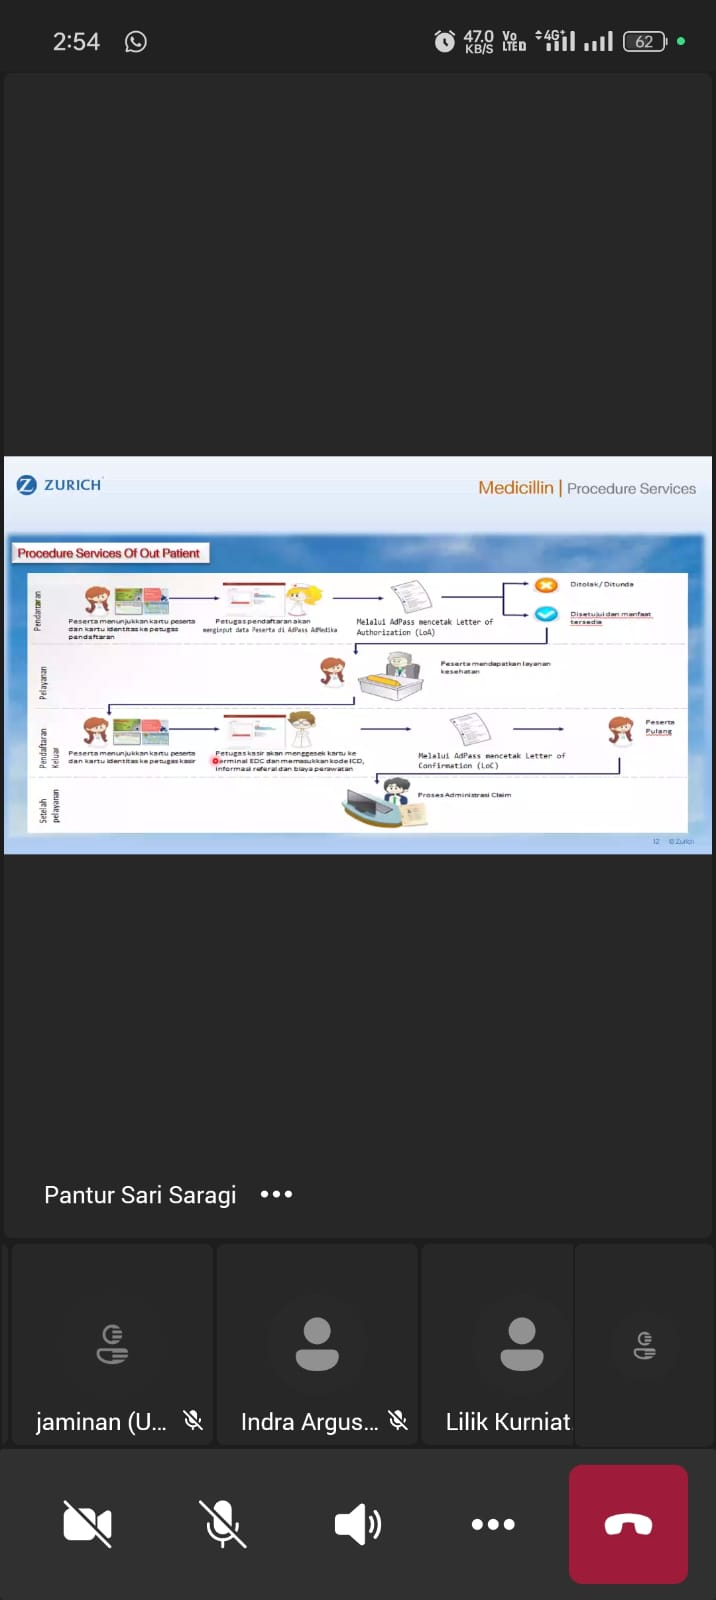 2:54
47.0 KB/S
Vo LTE
4G+
62
ZURICH
Medicillin | Procedure Services
Procedure Services Of Out Patient
Pendaftaran
Peserta menunjukkan kartu peserta
dan kartu identitas ke petugas
pendaftaran
Petugas pendaftaran akan
menginput data Peserta di AdPass AdMedika
Melalui AdPass mencetak Letter of
Authorization (LoA)
Ditolak/ Ditunda
Disetujui dan manfaat
tersedia
Pelayanan
Peserta mendapatkan layanan
kesehatan
Pendaftaran
Keluar
Peserta menunjukkan kartu peserta
dan kartu identitas ke petugas kasir
Petugas kasir akan menggesek kartu ke
terminal EDC dan memasukkan kode ICD,
informasi referal dan biaya perawatan
Melalui AdPass mencetak Letter of
Confirmation (LoC)
Peserta
Pulang
Setelah
pelayanan
Proses Administrasi Claim
12 © Zurich
Pantur Sari Saragi
jaminan (U...
Indra Argus...
Lilik Kurniat